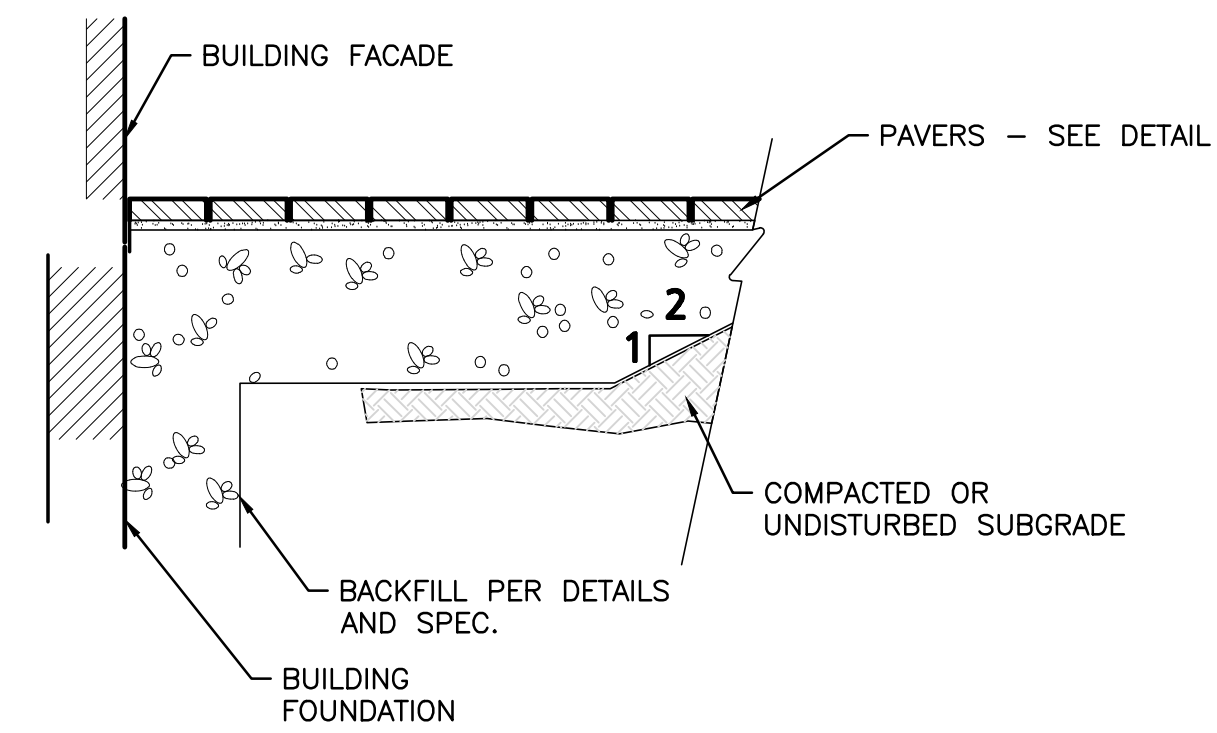 BUILDING FACADE
PAVERS – SEE DETAIL
2
1
COMPACTED OR
UNDISTURBED SUBGRADE
BACKFILL PER DETAILS
AND SPEC.
BUILDING
FOUNDATION